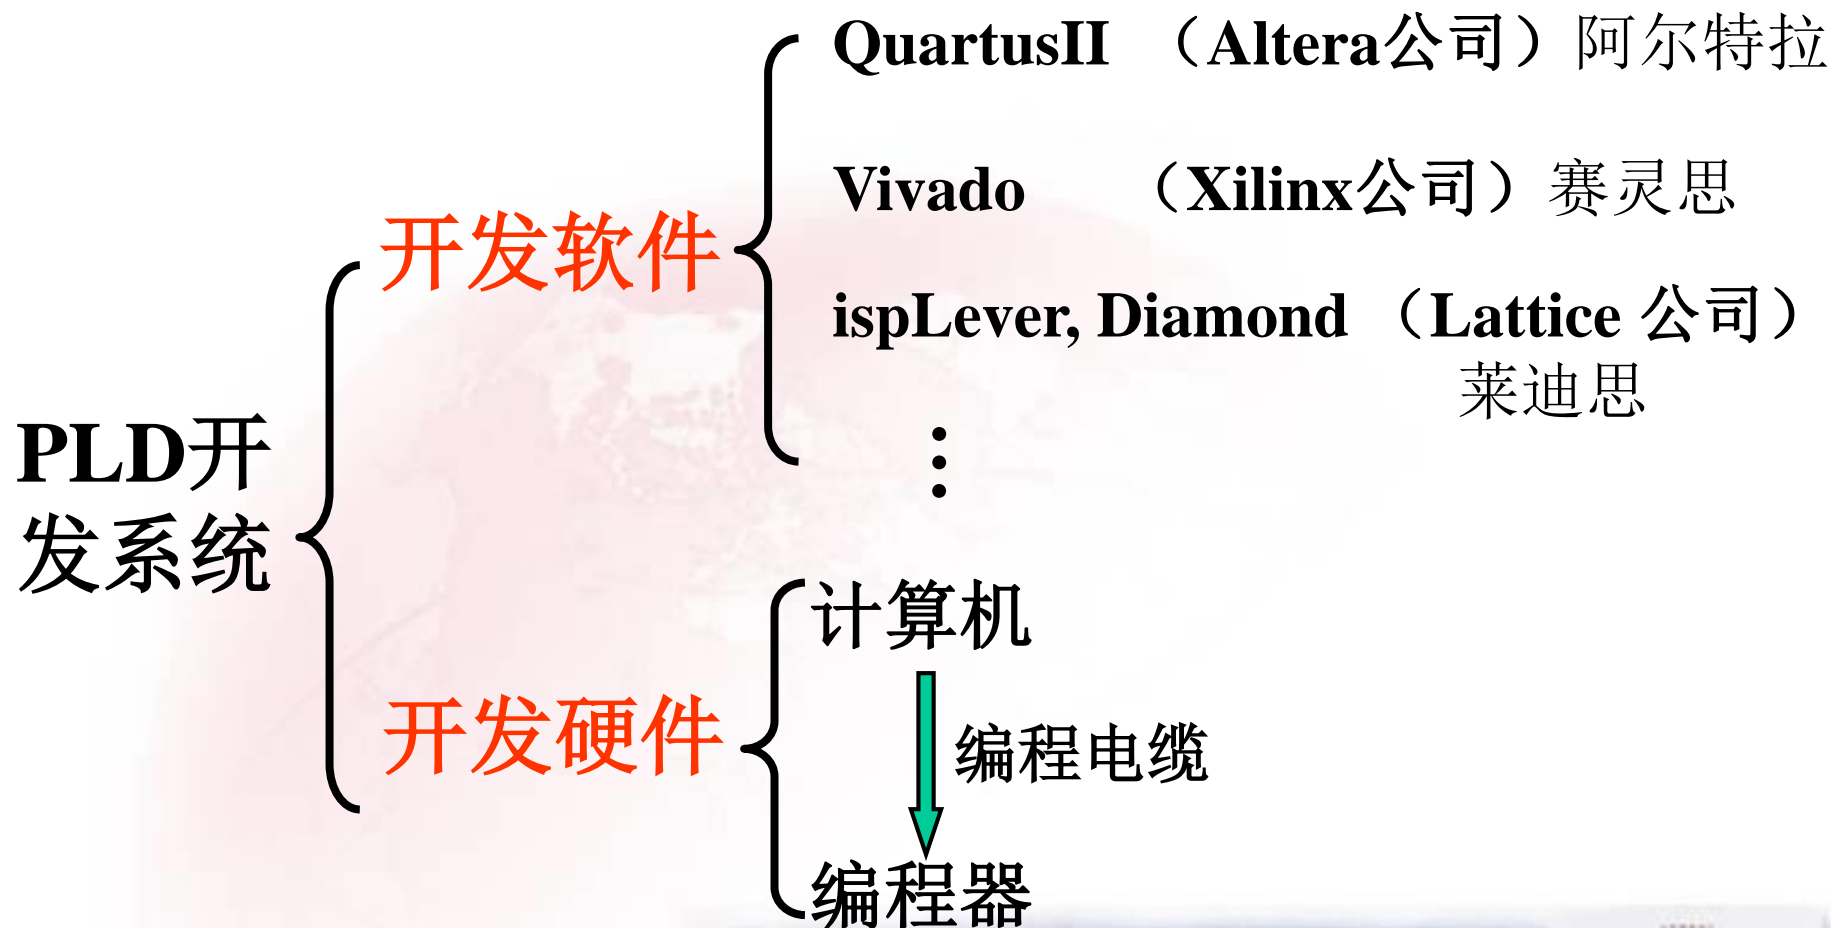 QuartusII （Altera公司）阿尔特拉
Vivado （Xilinx公司）赛灵思
开发软件
ispLever, Diamond （Lattice 公司）
莱迪思
⋮
PLD开
发系统
计算机
开发硬件
编程电缆
编程器